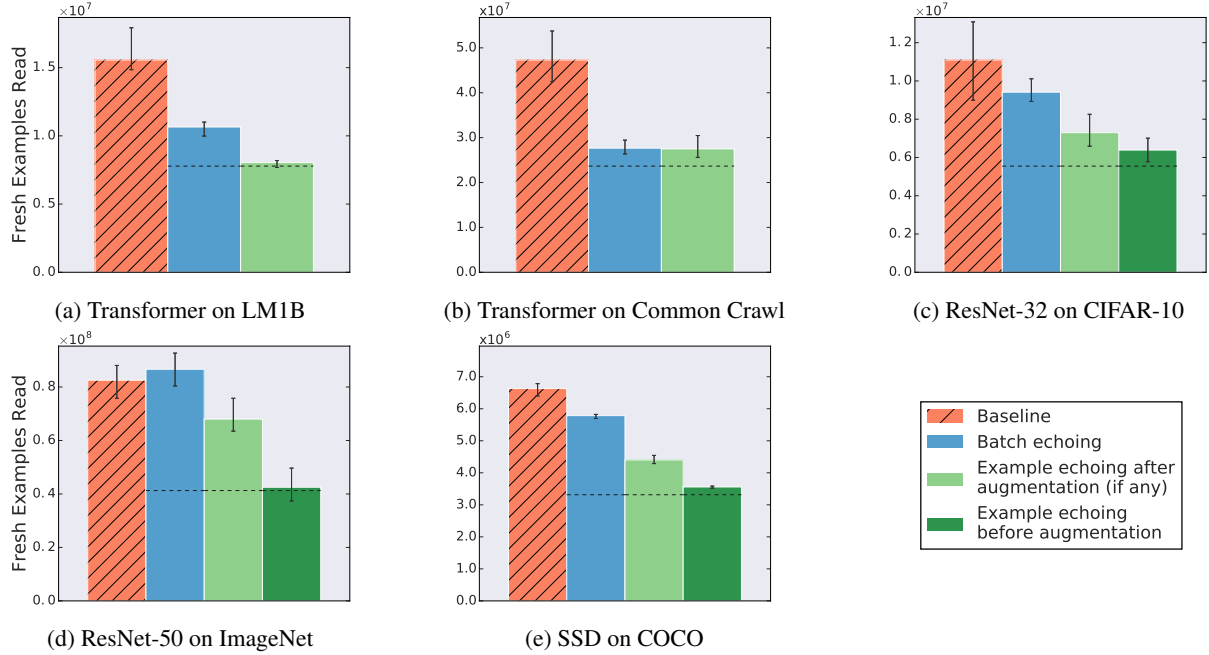 ×10⁷
Fresh Examples Read
1.5
1.0
0.5
0.0
(a) Transformer on LM1B
×10⁷
5.0
4.0
3.0
2.0
1.0
0.0
(b) Transformer on Common Crawl
×10⁷
1.2
1.0
0.8
0.6
0.4
0.2
0.0
(c) ResNet-32 on CIFAR-10
×10⁸
Fresh Examples Read
0.8
0.6
0.4
0.2
0.0
(d) ResNet-50 on ImageNet
×10⁶
7.0
6.0
5.0
4.0
3.0
2.0
1.0
0.0
(e) SSD on COCO
Baseline
Batch echoing
Example echoing after
augmentation (if any)
Example echoing
before augmentation